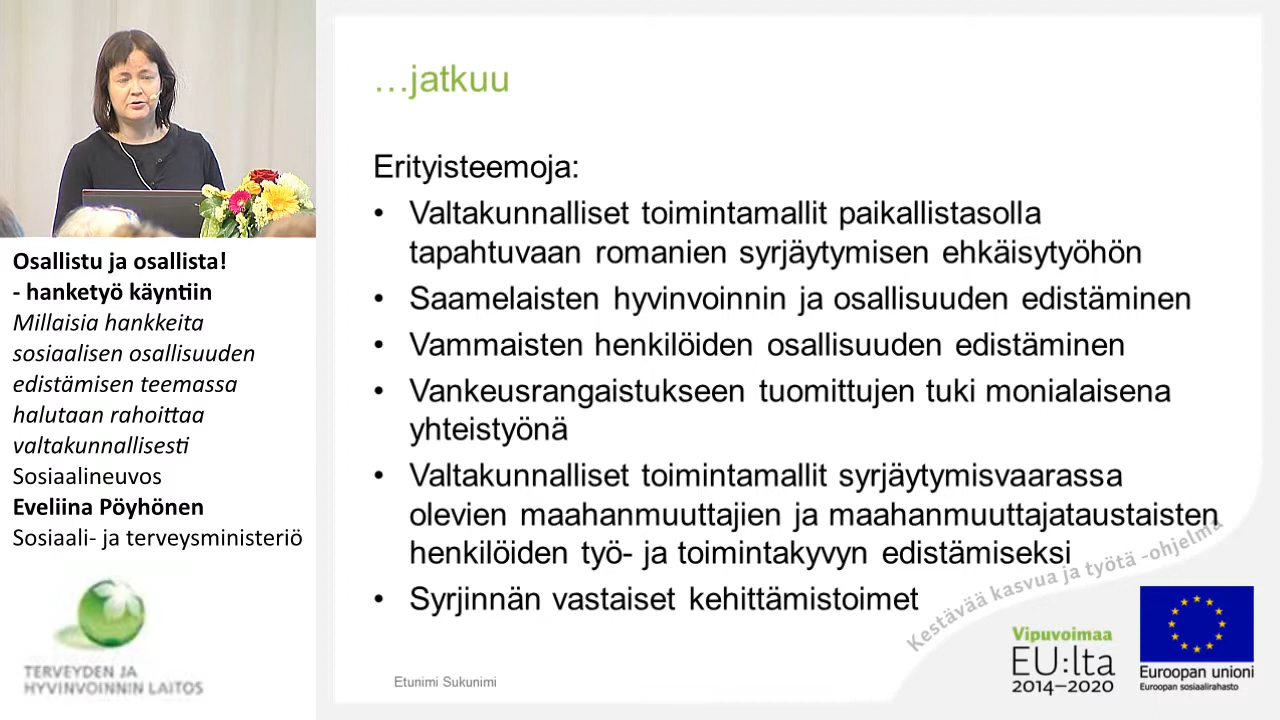 Osallistu ja osallista!
- hanketyö käyntiin
Millaisia hankkeita
sosiaalisen osallisuuden
edistämisen teemassa
halutaan rahoittaa
valtakunnallisesti
Sosiaalineuvos
Eveliina Pöyhönen
Sosiaali- ja terveysministeriö
TERVEYDEN JA
HYVINVOINNIN LAITOS
…jatkuu
Erityisteemoja:
• Valtakunnalliset toimintamallit paikallistasolla
tapahtuvaan romanien syrjäytymisen ehkäisytyöhön
• Saamelaisten hyvinvoinnin ja osallisuuden edistäminen
• Vammaisten henkilöiden osallisuuden edistäminen
• Vankeusrangaistukseen tuomittujen tuki monialaisena
yhteistyönä
• Valtakunnalliset toimintamallit syrjäytymisvaarassa
olevien maahanmuuttajien ja maahanmuuttajataustaisten
henkilöiden työ- ja toimintakyvyn edistämiseksi
• Syrjinnän vastaiset kehittämistoimet
Kestävää kasvua ja työtä -ohjelma
Etunimi Sukunimi
Vipuvoimaa
EU:lta
2014–2020
Euroopan unioni
Euroopan sosiaalirahasto